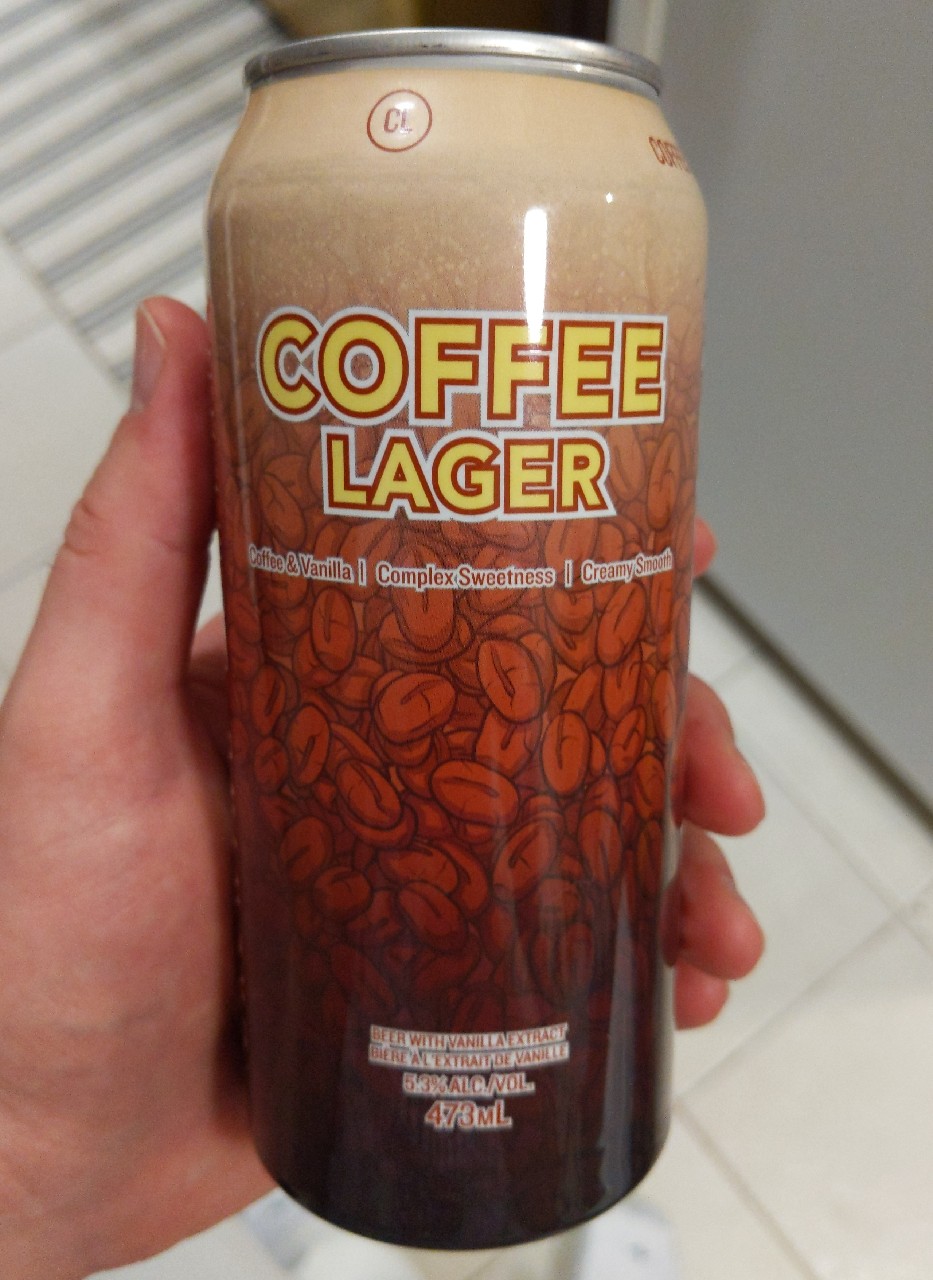 CL
COFFEE
LAGER
Coffee & Vanilla | Complex Sweetness | Creamy Smooth
BEER WITH VANILLA EXTRACT
BIÈRE À L'EXTRAIT DE VANILLE
5.3% ALC./VOL.
473mL